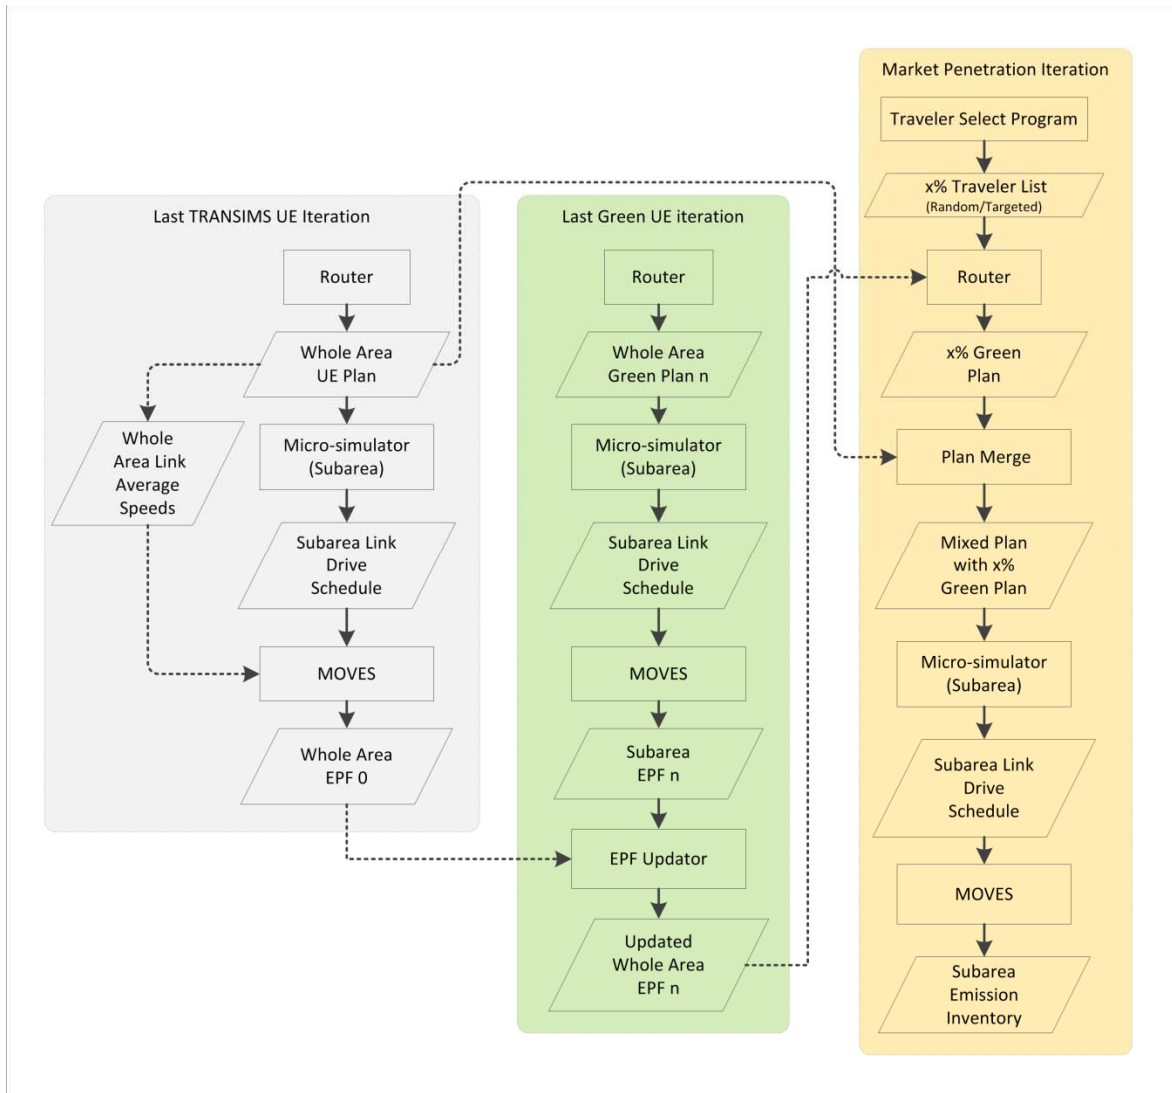 Last TRANSIMS UE Iteration
Router
Whole Area
UE Plan
Whole
Area Link
Average
Speeds
Micro-simulator
(Subarea)
Subarea Link
Drive
Schedule
MOVES
Whole Area
EPF 0
Last Green UE iteration
Router
Whole Area
Green Plan n
Micro-simulator
(Subarea)
Subarea Link
Drive
Schedule
MOVES
Subarea
EPF n
EPF Updator
Updated
Whole Area
EPF n
Market Penetration Iteration
Traveler Select Program
x% Traveler List
(Random/Targeted)
Router
x% Green
Plan
Plan Merge
Mixed Plan
with x%
Green Plan
Micro-simulator
(Subarea)
Subarea Link
Drive
Schedule
MOVES
Subarea
Emission
Inventory